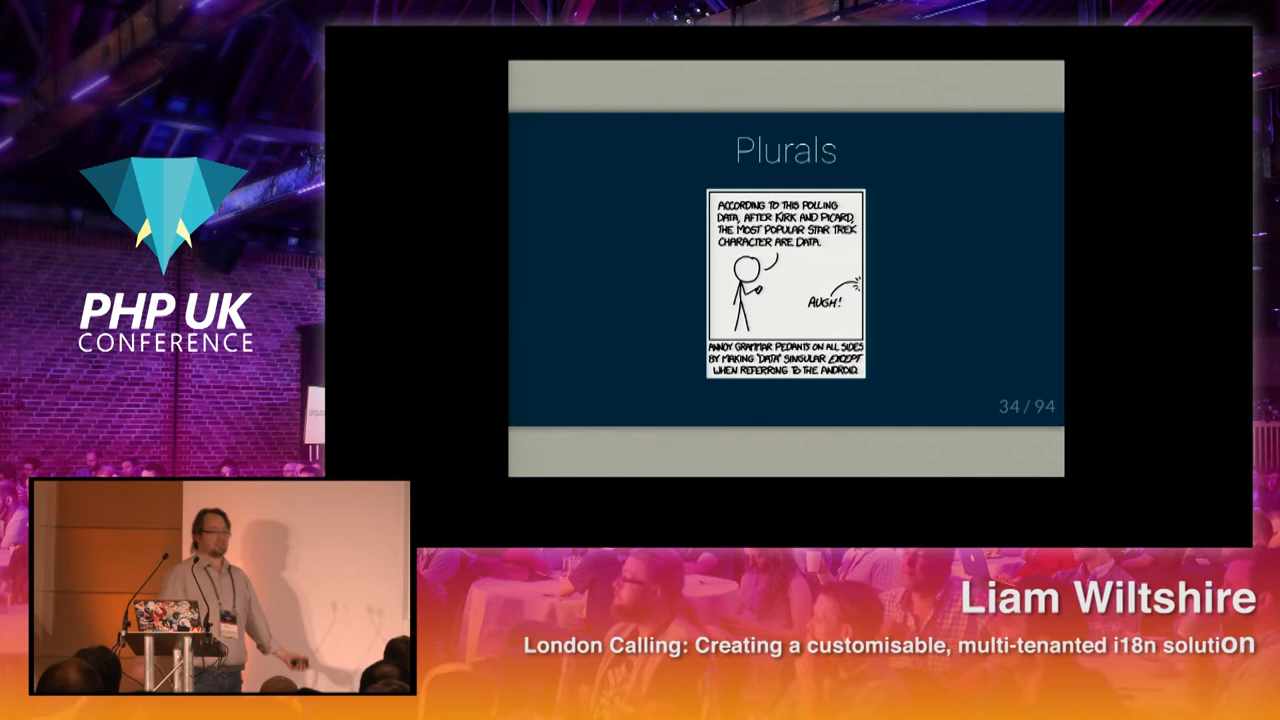 PHP UK
CONFERENCE
Plurals
ACCORDING TO THIS POLLING
DATA, AFTER KIRK AND PICARD,
THE MOST POPULAR STAR TREK
CHARACTER ARE DATA.
AUGH!
ANNOY GRAMMAR PEDANTS ON ALL SIDES
BY MAKING "DATA" SINGULAR EXCEPT
WHEN REFERRING TO THE ANDROID.
34 / 94
Liam Wiltshire
London Calling: Creating a customisable, multi-tenanted i18n solution